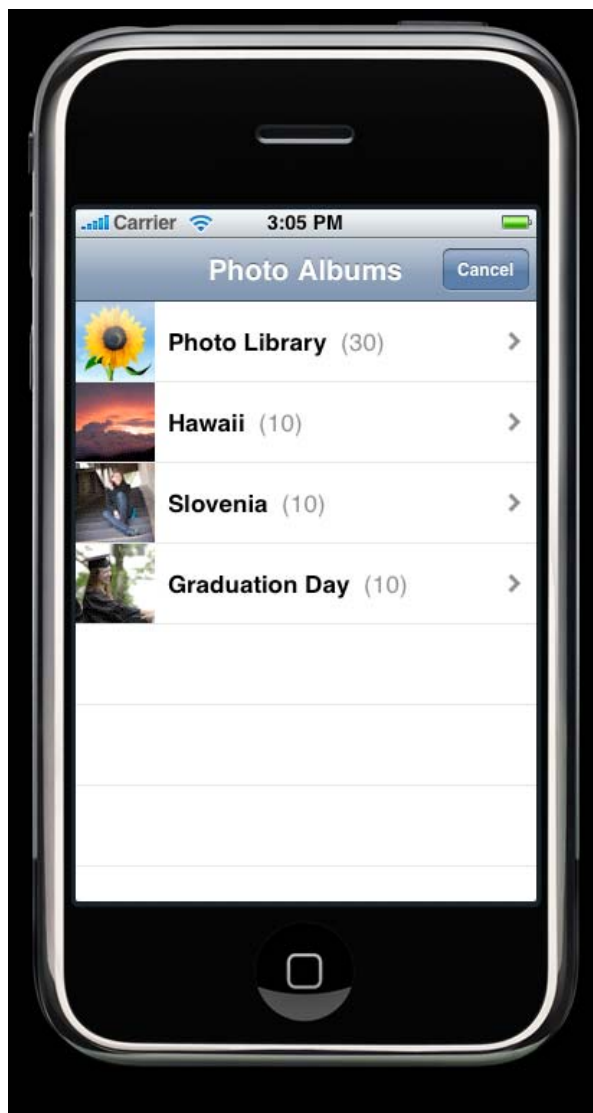 Carrier 3:05 PM
Photo Albums Cancel
Photo Library (30)
Hawaii (10)
Slovenia (10)
Graduation Day (10)